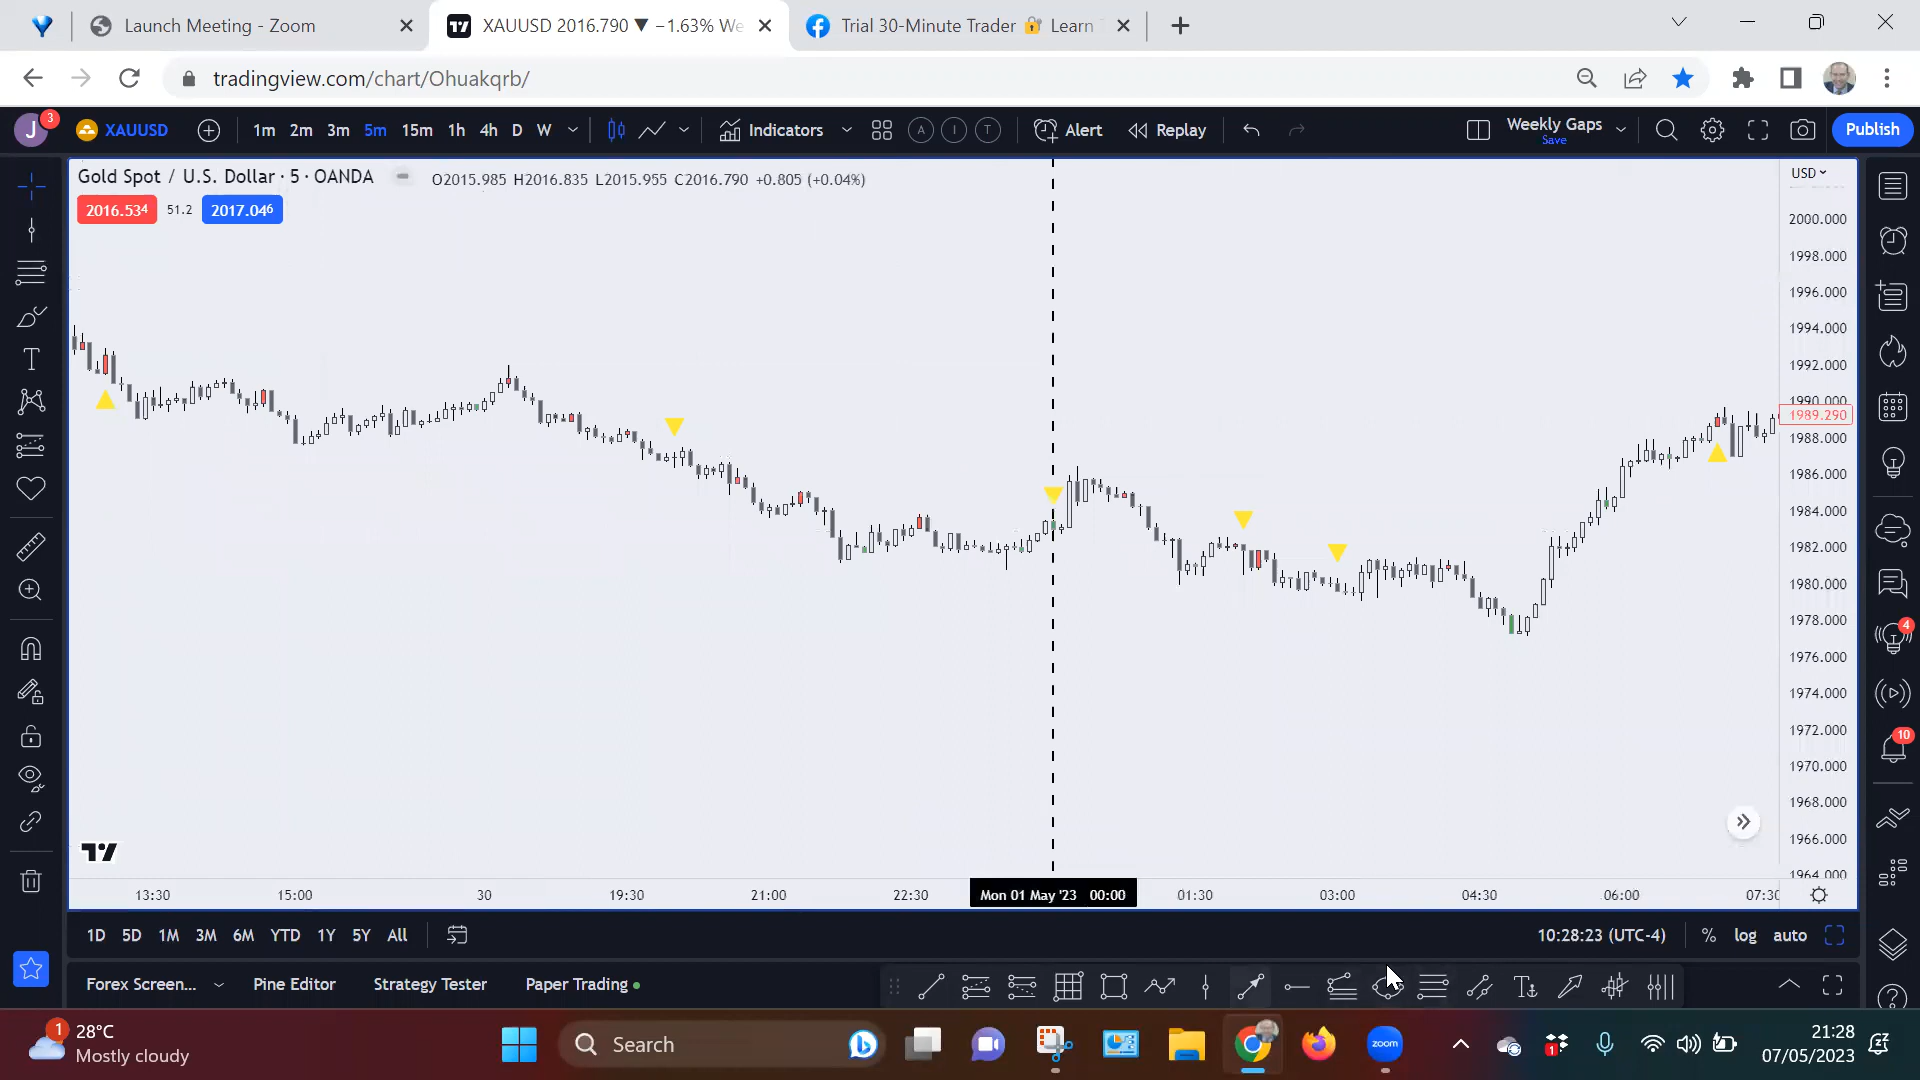 Launch Meeting - Zoom
XAUUSD 2016.790 ▼ −1.63% We
Trial 30-Minute Trader 🔐 Learn
tradingview.com/chart/Ohuakqrb/
J
3
XAUUSD
1m 2m 3m 5m 15m 1h 4h D W
Indicators
A I T
Alert
Replay
Weekly Gaps
Save
Publish
Gold Spot / U.S. Dollar · 5 · OANDA
O2015.985 H2016.835 L2015.955 C2016.790 +0.805 (+0.04%)
2016.534 51.2 2017.046
USD
2000.000
1998.000
1996.000
1994.000
1992.000
1990.000
1989.290
1988.000
1986.000
1984.000
1982.000
1980.000
1978.000
1976.000
1974.000
1972.000
1970.000
1968.000
1966.000
1964.000
4
10
13:30 15:00 30 19:30 21:00 22:30 Mon 01 May '23 00:00 01:30 03:00 04:30 06:00 07:30
1D 5D 1M 3M 6M YTD 1Y 5Y All
10:28:23 (UTC-4) % log auto
Forex Screen... Pine Editor Strategy Tester Paper Trading
1
28°C
Mostly cloudy
Search
zoom
1
21:28
07/05/2023